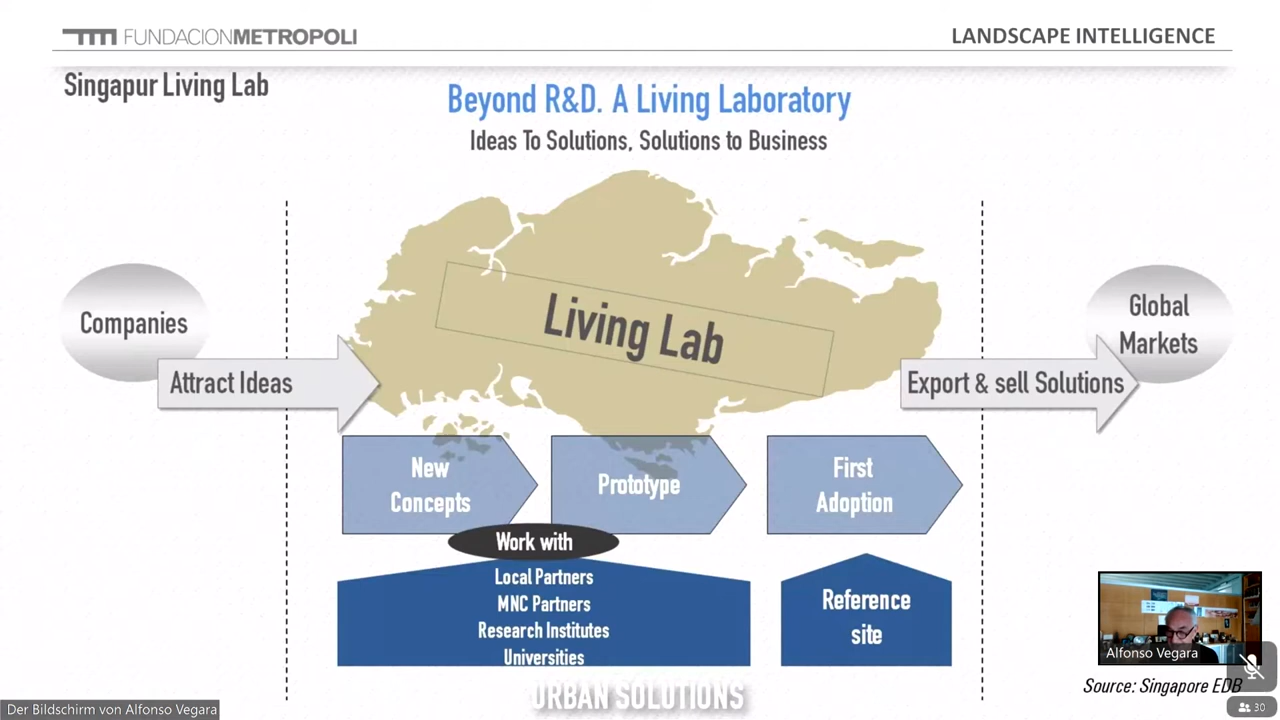 FUNDACIONMETROPOLI
LANDSCAPE INTELLIGENCE
Singapur Living Lab
Beyond R&D. A Living Laboratory
Ideas To Solutions, Solutions to Business
Living Lab
Companies
Attract Ideas
Global
Markets
Export & sell Solutions
New
Concepts
Prototype
First
Adoption
Work with
Local Partners
MNC Partners
Research Institutes
Universities
Reference
site
URBAN SOLUTIONS
Alfonso Vegara
Source: Singapore EDB
Der Bildschirm von Alfonso Vegara
30